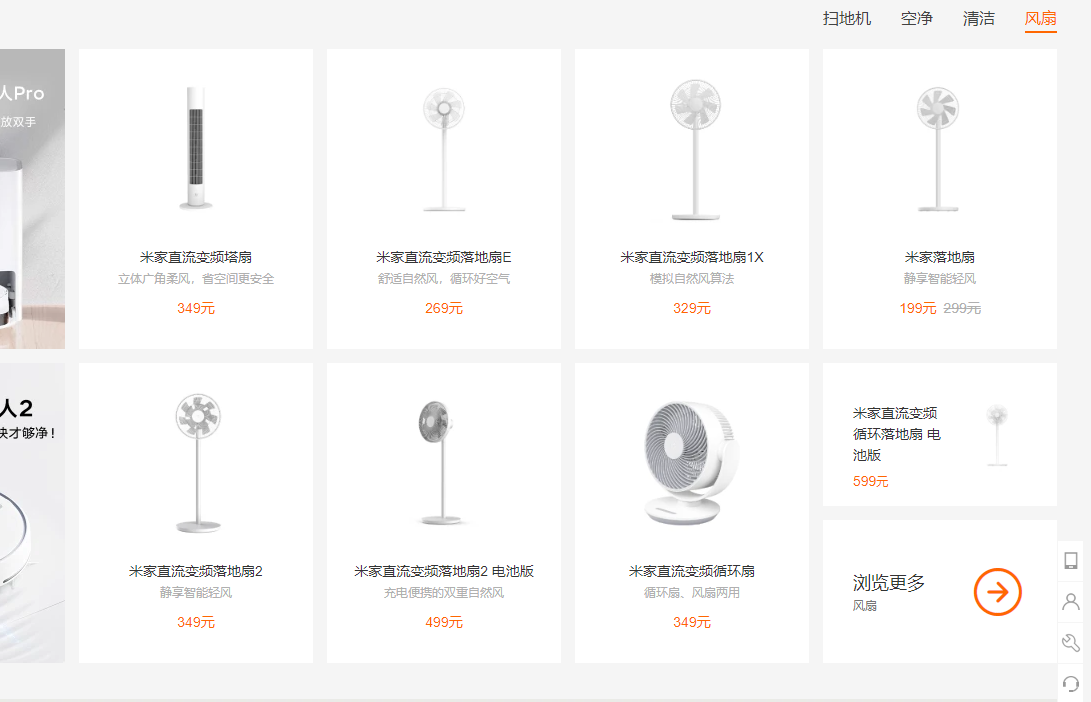 扫地机 空净 清洁 风扇
人Pro
放双手
米家直流变频塔扇
立体广角柔风，省空间更安全
349元
米家直流变频落地扇E
舒适自然风，循环好空气
269元
米家直流变频落地扇1X
模拟自然风算法
329元
米家落地扇
静享智能轻风
199元 299元
人2
快才够净！
米家直流变频落地扇2
静享智能轻风
349元
米家直流变频落地扇2 电池版
充电便携的双重自然风
499元
米家直流变频循环扇
循环扇、风扇两用
349元
米家直流变频
循环落地扇 电
池版
599元
浏览更多
风扇